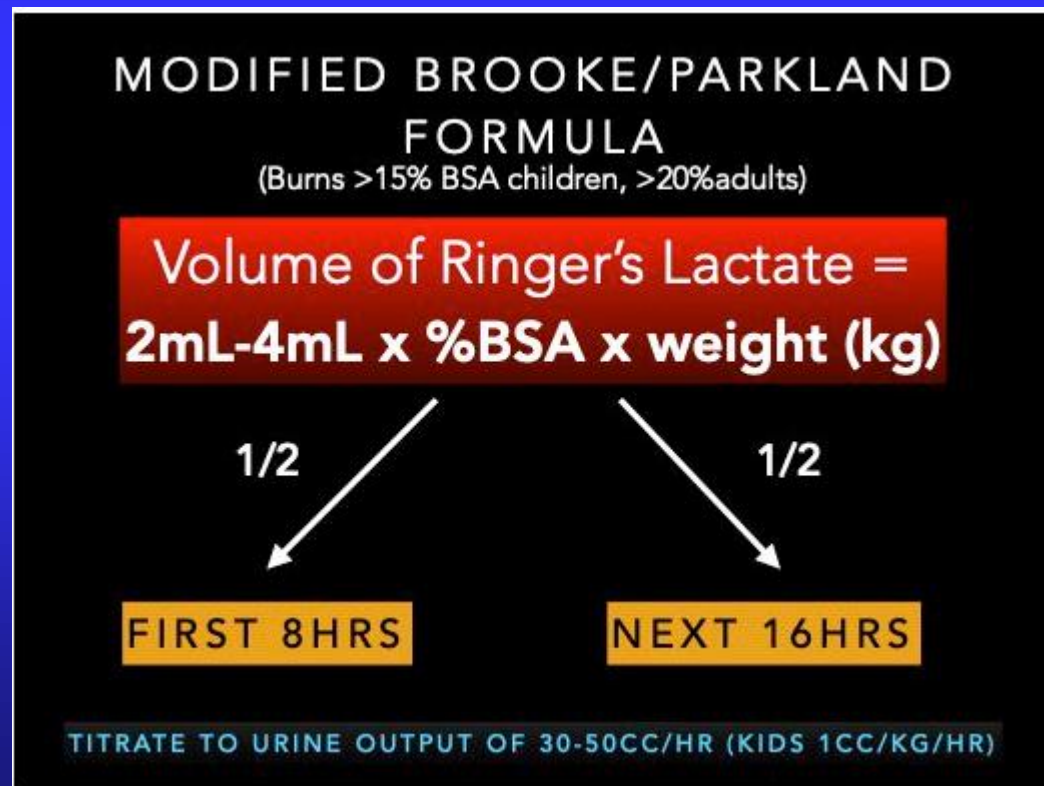 MODIFIED BROOKE/PARKLAND
FORMULA
(Burns >15% BSA children, >20%adults)
Volume of Ringer's Lactate =
2mL-4mL x %BSA x weight (kg)
1/2
1/2
FIRST 8HRS
NEXT 16HRS
TITRATE TO URINE OUTPUT OF 30-50CC/HR (KIDS 1CC/KG/HR)